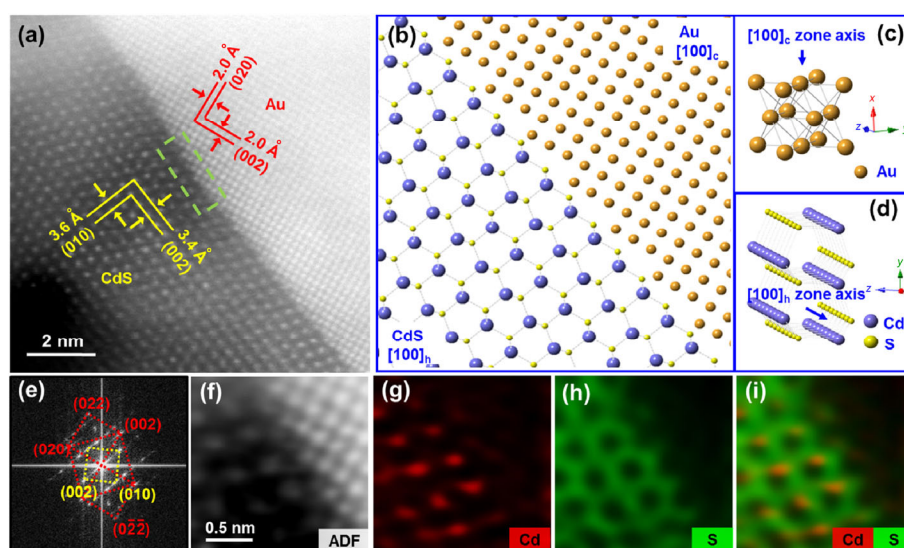 (a)
2.0 Å
(020)
Au
2.0 Å
(002)
3.6 Å
(010)
3.4 Å
(002)
CdS
2 nm
(b)
Au
[100]c
CdS
[100]h
(c)
[100]c zone axis
x
z
Au
(d)
y
z
[100]h zone axis
Cd
S
(e)
(022)
(002)
(020)
(002)
(010)
(02̅2̅)
(f)
0.5 nm
ADF
(g)
Cd
(h)
S
(i)
Cd S